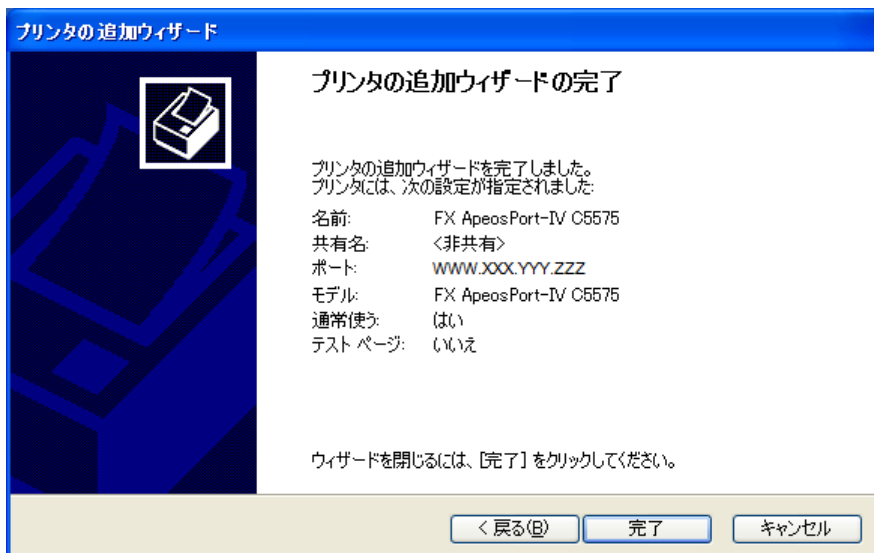 プリンタの追加ウィザード
プリンタの追加ウィザードの完了
プリンタの追加ウィザードを完了しました。
プリンタには、次の設定が指定されました:
名前: FX ApeosPort-IV C5575
共有名: <非共有>
ポート: WWW.XXX.YYY.ZZZ
モデル: FX ApeosPort-IV C5575
通常使う: はい
テスト ページ: いいえ
ウィザードを閉じるには、[完了] をクリックしてください。
< 戻る(B) 完了 キャンセル